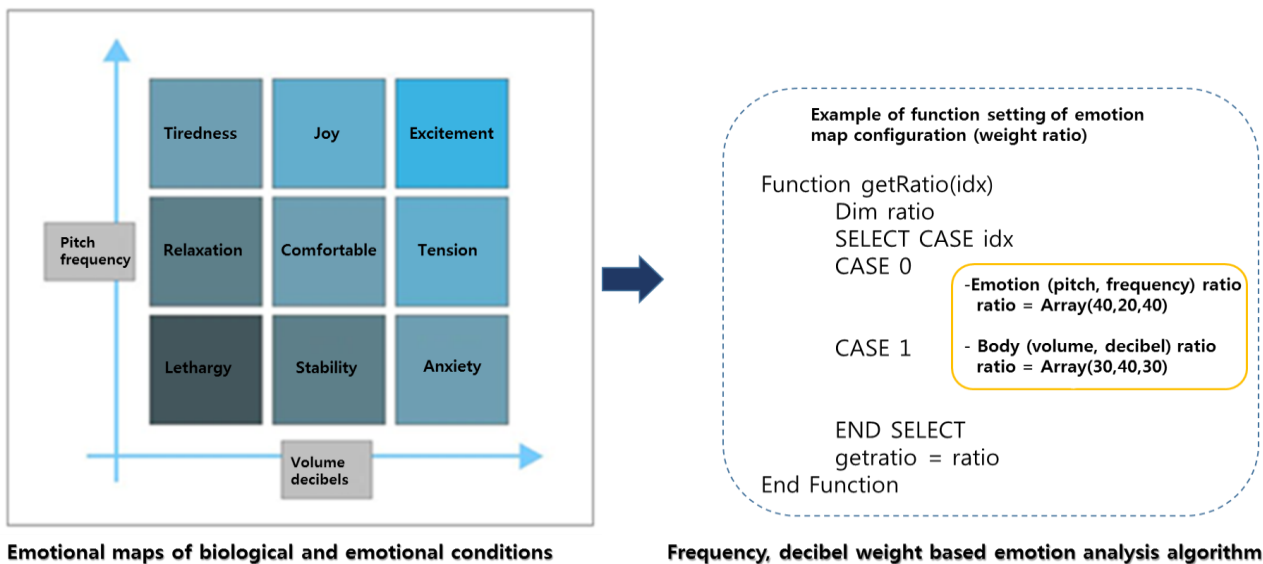 Tiredness
Joy
Excitement
Pitch
frequency
Relaxation
Comfortable
Tension
Lethargy
Stability
Anxiety
Volume
decibels
Emotional maps of biological and emotional conditions
Example of function setting of emotion
map configuration (weight ratio)
Function getRatio(idx)
Dim ratio
SELECT CASE idx
CASE 0
-Emotion (pitch, frequency) ratio
ratio = Array(40,20,40)
CASE 1
- Body (volume, decibel) ratio
ratio = Array(30,40,30)
END SELECT
getratio = ratio
End Function
Frequency, decibel weight based emotion analysis algorithm